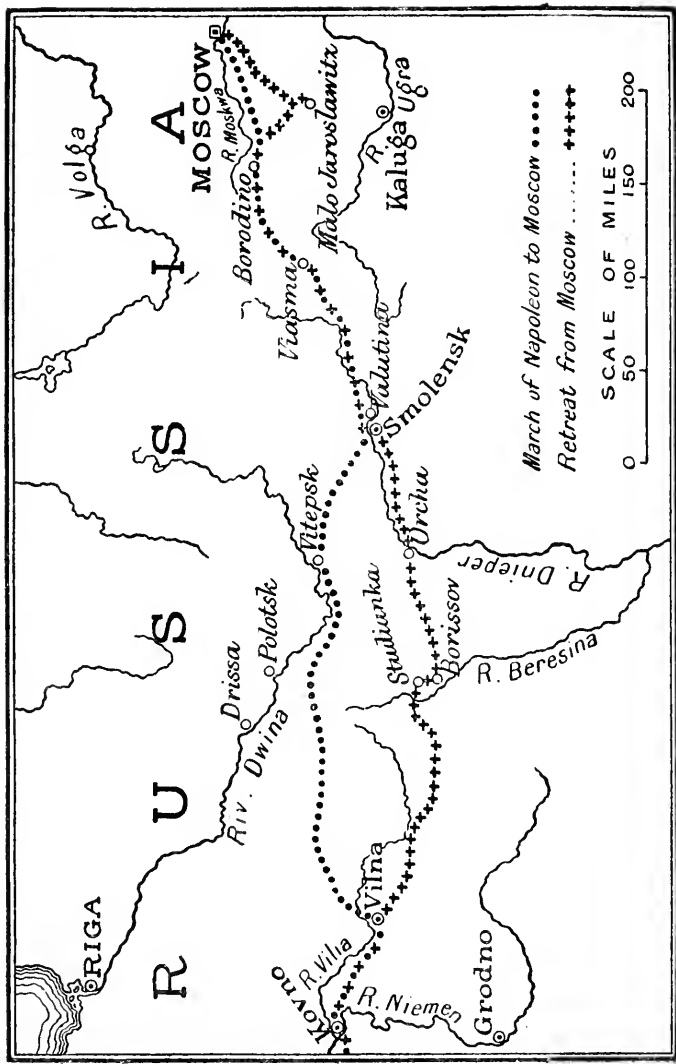 RUSSIA
RIGA
R. Volga
Drissa
Polotsk
Riv. Dwina
Vitepsk
MOSCOW
R. Moskwa
Borodino
Viasma
Malo Jaroslawitz
R. Ugra
Kaluga
Valutina
Smolensk
Orcha
Studianka
Borissov
R. Dnieper
R. Beresina
Vilna
R. Vilia
Kovno
R. Niemen
Grodno
March of Napoleon to Moscow
Retreat from Moscow
SCALE OF MILES
0 50 100 150 200